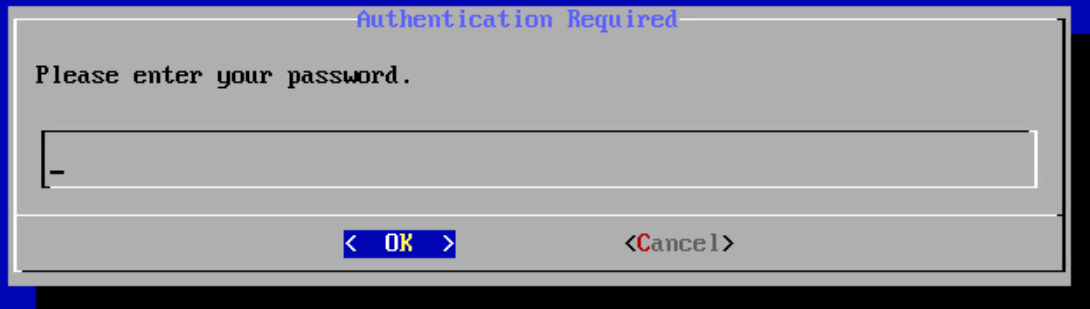 Authentication Required
Please enter your password.
< OK > <Cancel>